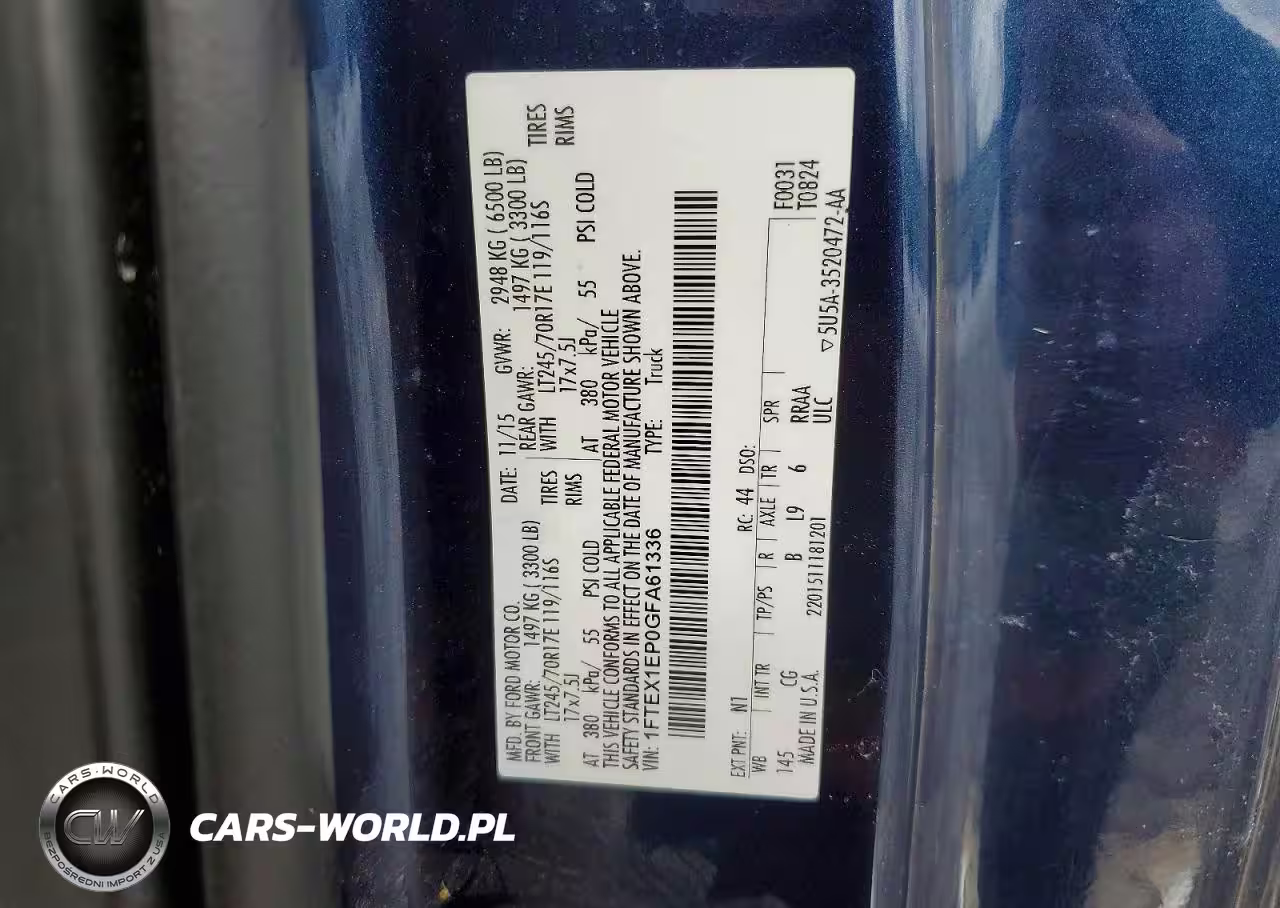 MFD. BY FORD MOTOR CO. DATE: 11/15 GVWR: 2948 KG ( 6500 LB)
FRONT GAWR: 1497 KG ( 3300 LB) REAR GAWR: 1497 KG ( 3300 LB)
WITH LT245/70R17E 119/116S TIRES WITH LT245/70R17E 119/116S TIRES
17x7.5J RIMS 17x7.5J RIMS
AT 380 kPa/ 55 PSI COLD AT 380 kPa/ 55 PSI COLD
THIS VEHICLE CONFORMS TO ALL APPLICABLE FEDERAL MOTOR VEHICLE
SAFETY STANDARDS IN EFFECT ON THE DATE OF MANUFACTURE SHOWN ABOVE.
VIN: 1FTEX1EP0GFA61336 TYPE: Truck
EXT PNT: N1 RC: 44 DSO: F0031
WB INT TR TP/PS R AXLE TR SPR T0824
145 CG B L9 6 RRAA
MADE IN U.S.A. 2201511181201 ULC ▽5U5A-3520472-AA
CARS-WORLD
CW
BEZPOŚREDNI IMPORT Z USA
CARS-WORLD.PL